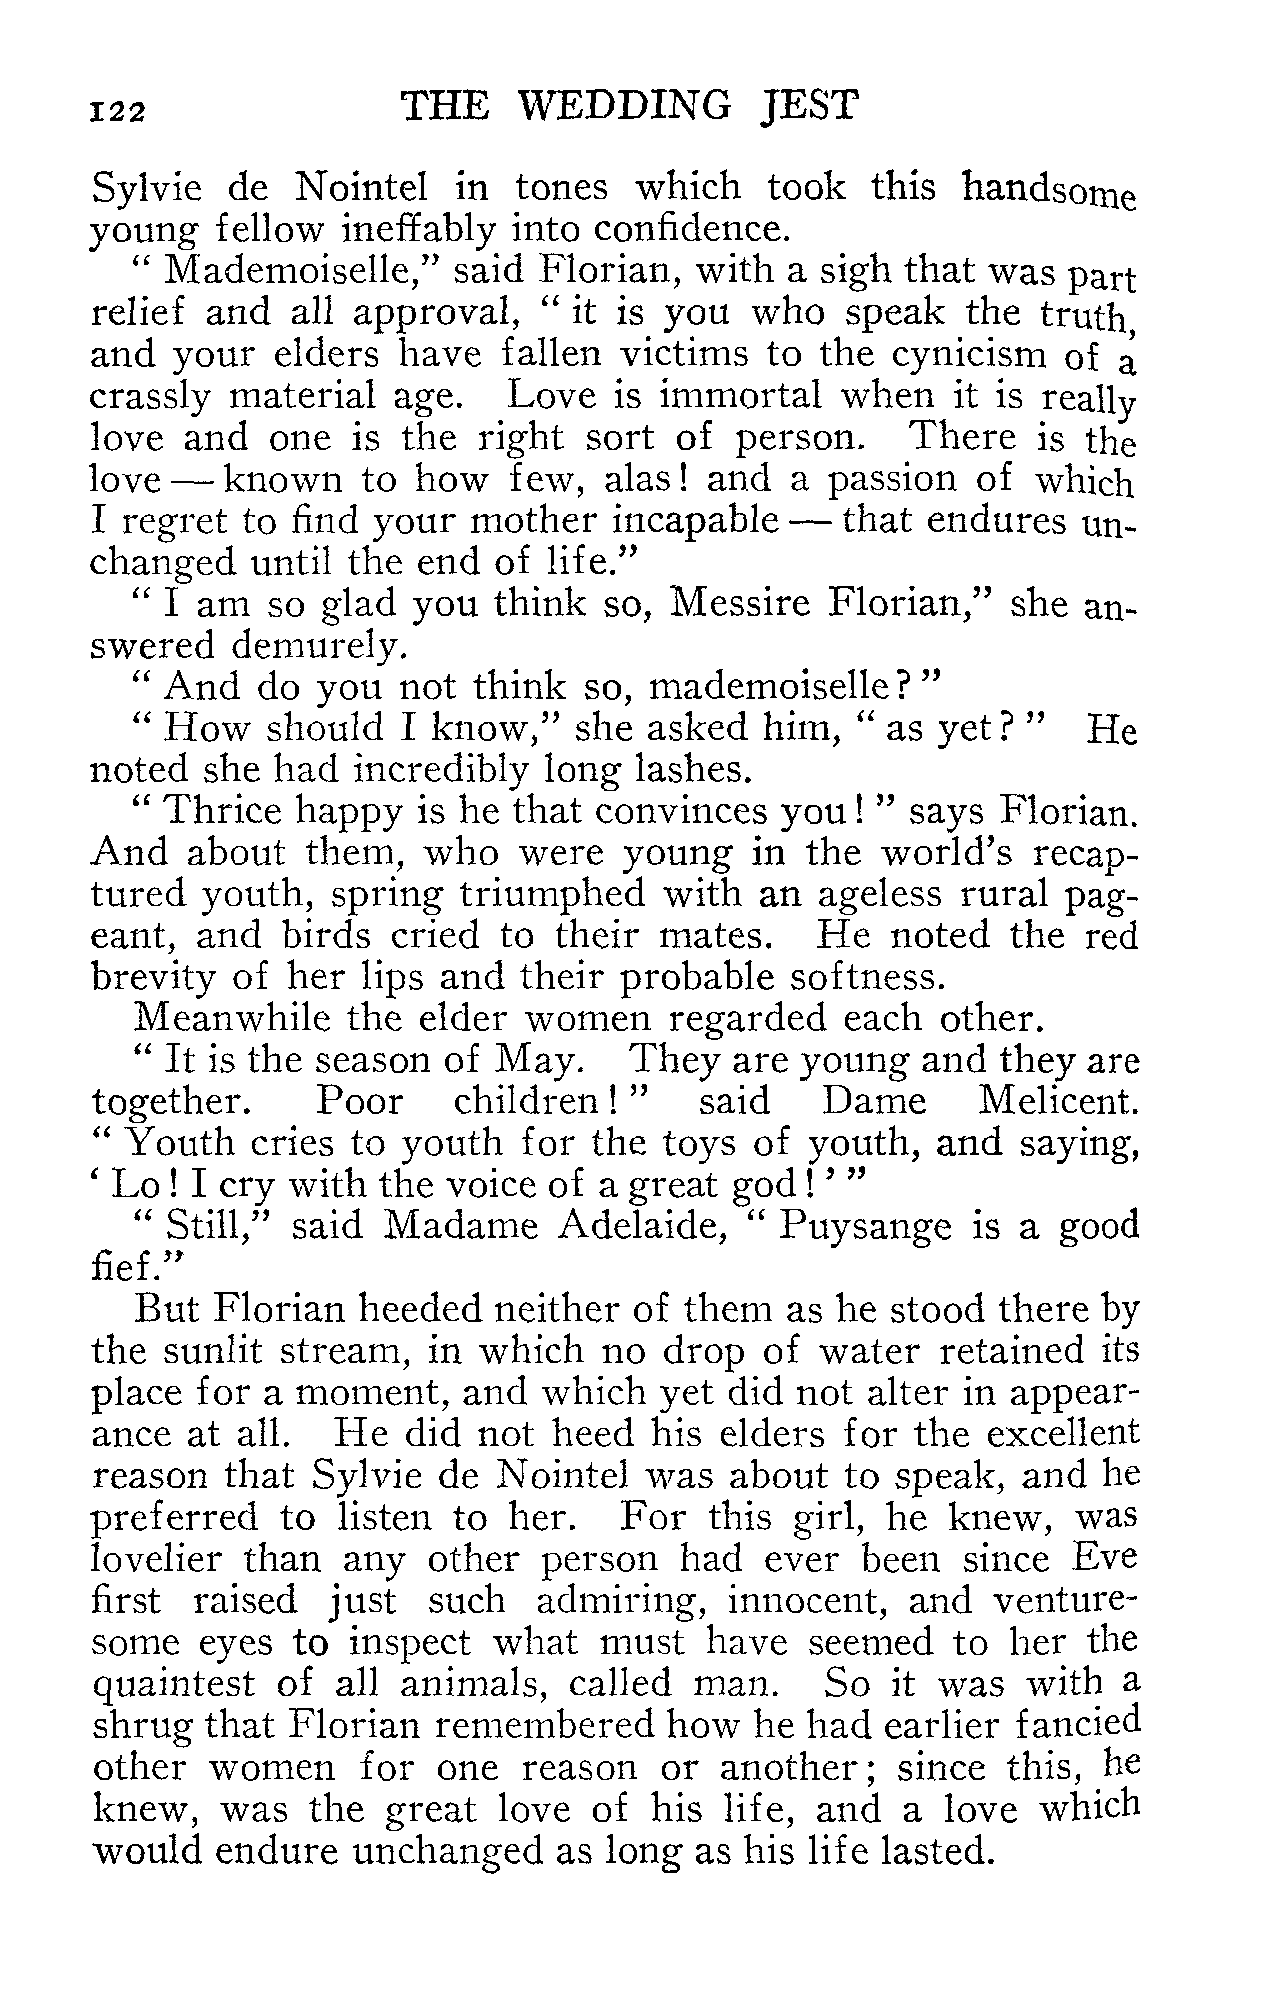 122 THE WEDDING JEST
Sylvie de Nointel in tones which took this handsome
young fellow ineffably into confidence.
“ Mademoiselle,” said Florian, with a sigh that was part
relief and all approval, “ it is you who speak the truth,
and your elders have fallen victims to the cynicism of a
crassly material age. Love is immortal when it is really
love and one is the right sort of person. There is the
love — known to how few, alas ! and a passion of which
I regret to find your mother incapable — that endures un-
changed until the end of life.”
“ I am so glad you think so, Messire Florian,” she an-
swered demurely.
“ And do you not think so, mademoiselle ? ”
“ How should I know,” she asked him, “ as yet ? ” He
noted she had incredibly long lashes.
“ Thrice happy is he that convinces you ! ” says Florian.
And about them, who were young in the world’s recap-
tured youth, spring triumphed with an ageless rural pag-
eant, and birds cried to their mates. He noted the red
brevity of her lips and their probable softness.
Meanwhile the elder women regarded each other.
“ It is the season of May. They are young and they are
together. Poor children ! ” said Dame Melicent.
“ Youth cries to youth for the toys of youth, and saying,
‘ Lo ! I cry with the voice of a great god ! ’ ”
“ Still,” said Madame Adelaide, “ Puysange is a good
fief.”
But Florian heeded neither of them as he stood there by
the sunlit stream, in which no drop of water retained its
place for a moment, and which yet did not alter in appear-
ance at all. He did not heed his elders for the excellent
reason that Sylvie de Nointel was about to speak, and he
preferred to listen to her. For this girl, he knew, was
lovelier than any other person had ever been since Eve
first raised just such admiring, innocent, and venture-
some eyes to inspect what must have seemed to her the
quaintest of all animals, called man. So it was with a
shrug that Florian remembered how he had earlier fancied
other women for one reason or another ; since this, he
knew, was the great love of his life, and a love which
would endure unchanged as long as his life lasted.